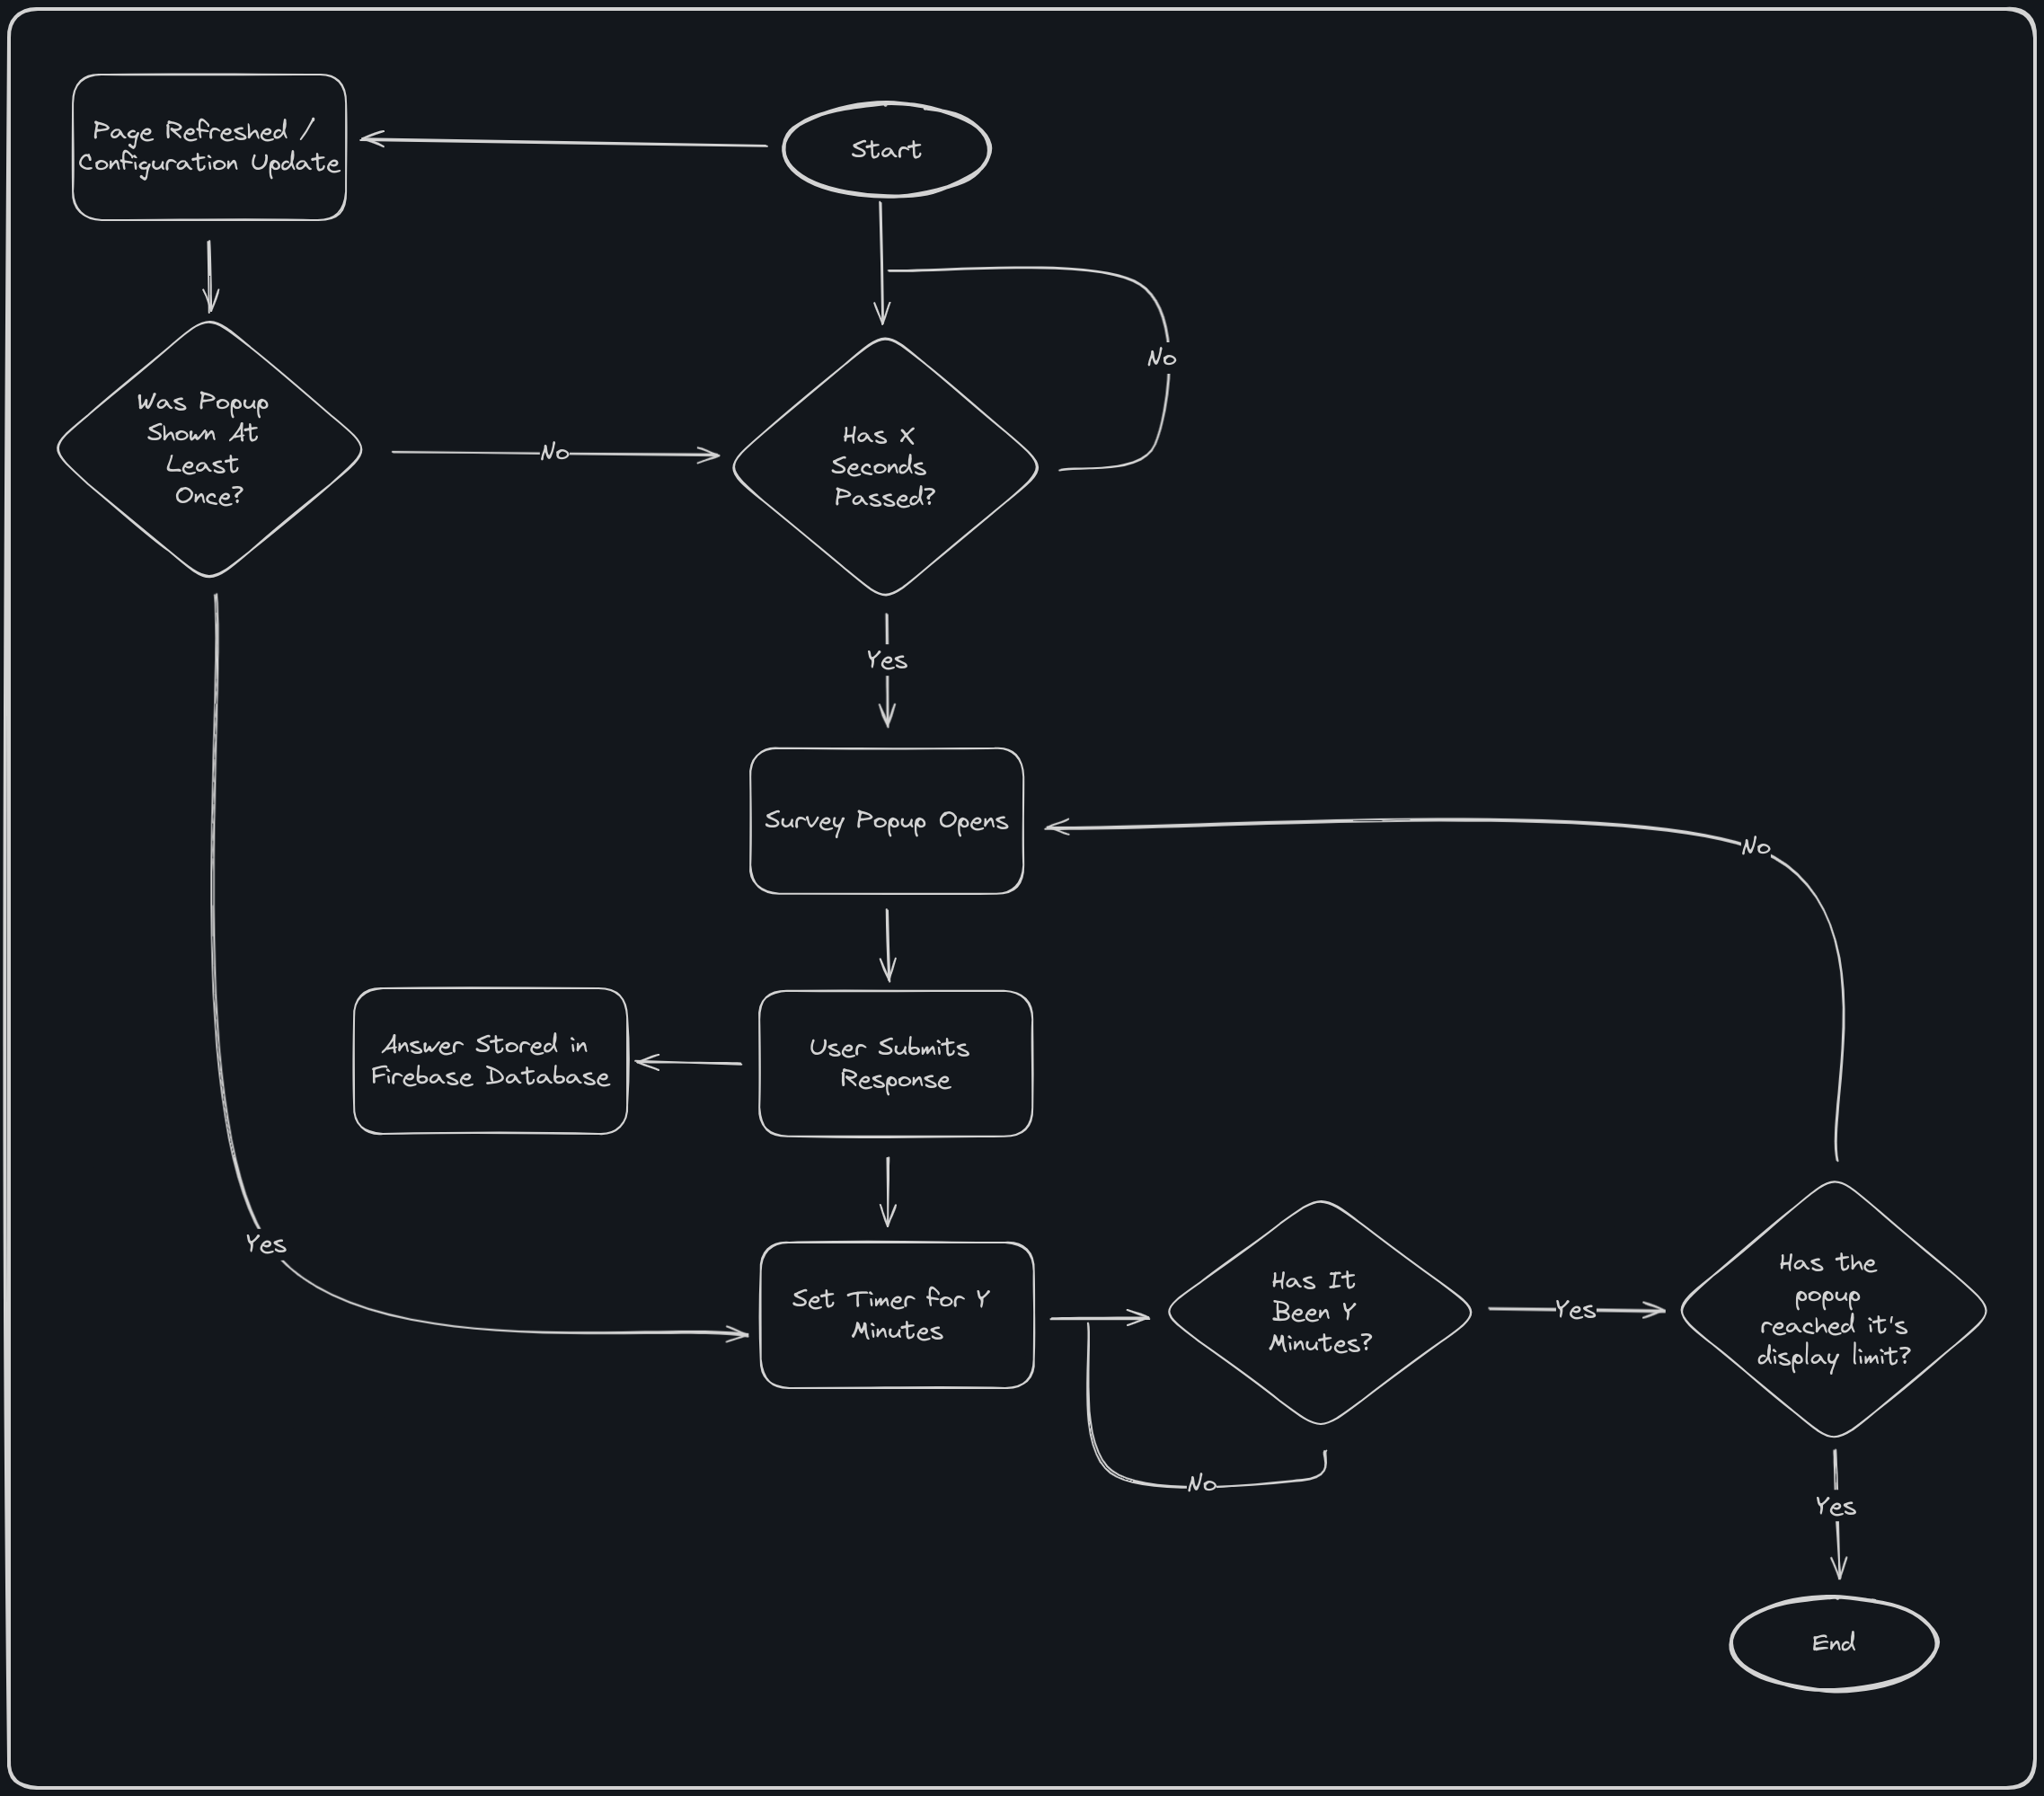 Page Refreshed /
Configuration Update
Start
No
Was Popup
Shown At
Least
Once?
No
Has X
Seconds
Passed?
Yes
Survey Popup Opens
No
Answer Stored in
Firebase Database
User Submits
Response
Yes
Set Timer for Y
Minutes
Has It
Been Y
Minutes?
Yes
Has the
popup
reached it's
display limit?
No
Yes
End